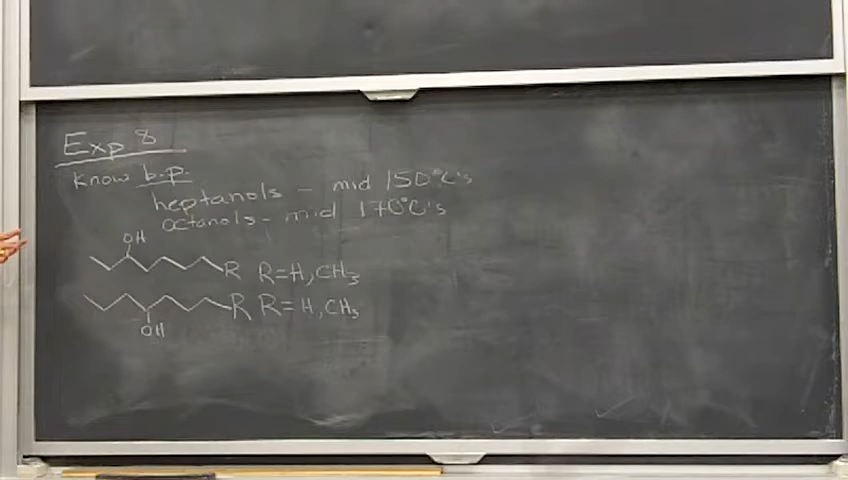 Exp 8
Know b.p.
heptanols - mid 150°C's
octanols - mid 170°C's
OH
R R=H, CH3
R R=H, CH3
OH